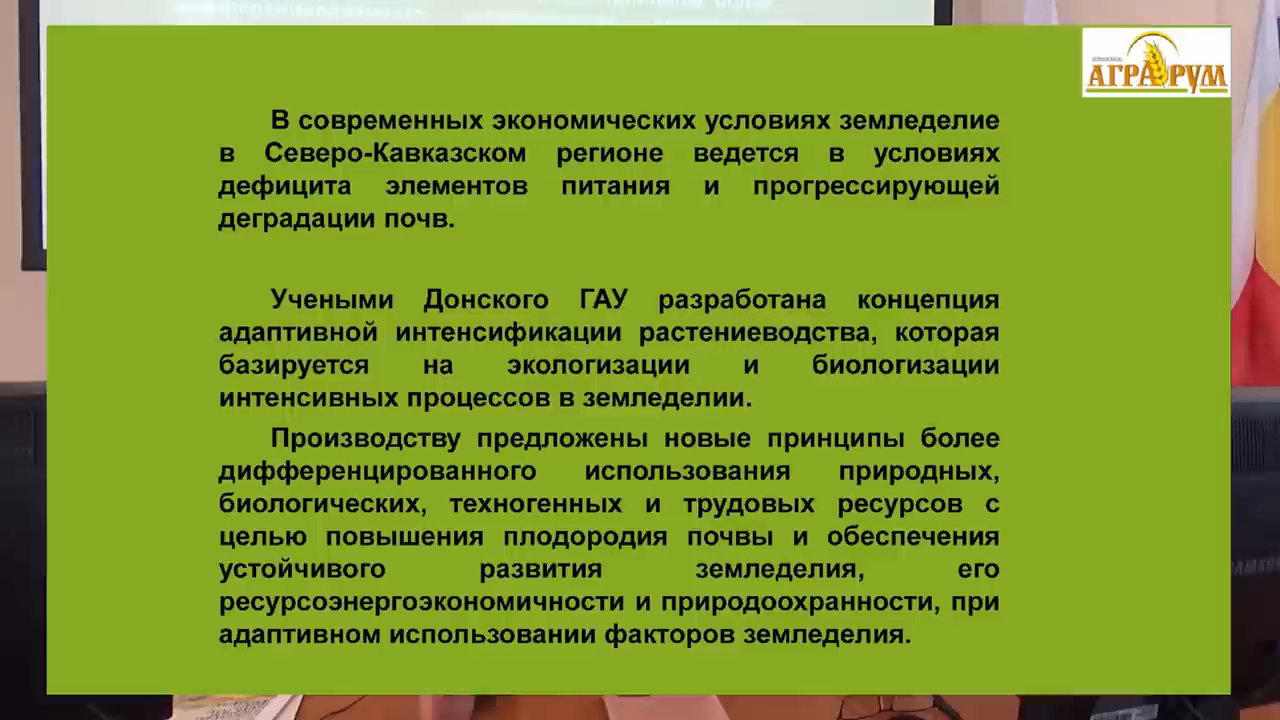 АГРАРУМ
В современных экономических условиях земледелие
в Северо-Кавказском регионе ведется в условиях
дефицита элементов питания и прогрессирующей
деградации почв.
Учеными Донского ГАУ разработана концепция
адаптивной интенсификации растениеводства, которая
базируется на экологизации и биологизации
интенсивных процессов в земледелии.
Производству предложены новые принципы более
дифференцированного использования природных,
биологических, техногенных и трудовых ресурсов с
целью повышения плодородия почвы и обеспечения
устойчивого развития земледелия, его
ресурсоэнергоэкономичности и природоохранности, при
адаптивном использовании факторов земледелия.